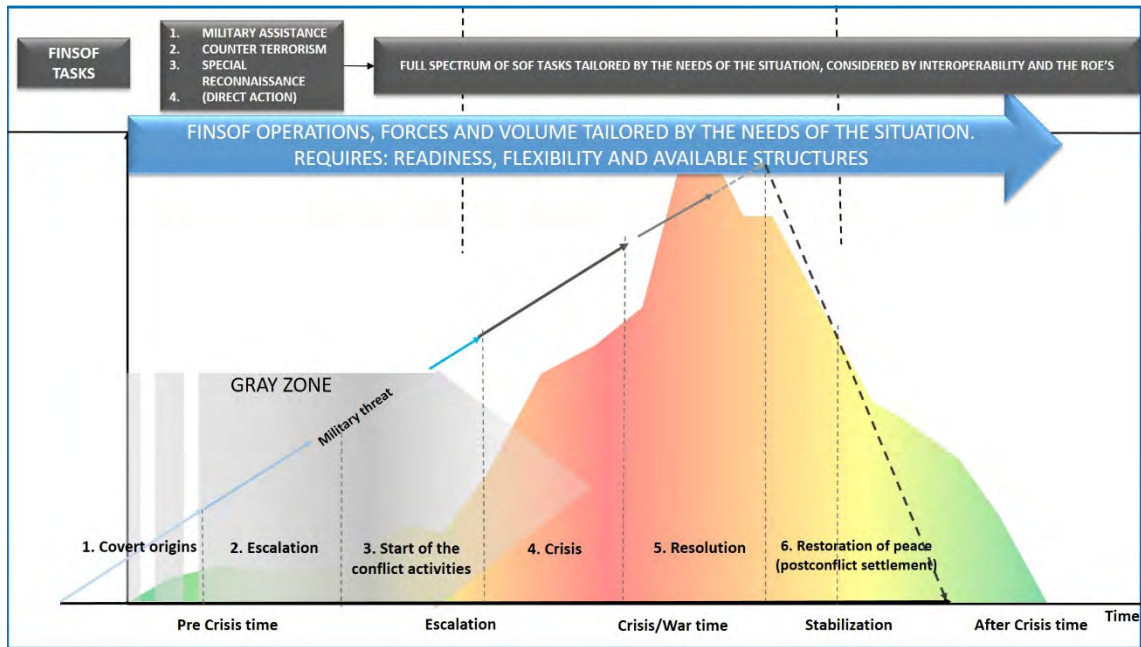 FINSOF
TASKS
1. MILITARY ASSISTANCE
2. COUNTER TERRORISM
3. SPECIAL
RECONNAISSANCE
4. (DIRECT ACTION)
FULL SPECTRUM OF SOF TASKS TAILORED BY THE NEEDS OF THE SITUATION, CONSIDERED BY INTEROPERABILITY AND THE ROE'S
FINSOF OPERATIONS, FORCES AND VOLUME TAILORED BY THE NEEDS OF THE SITUATION.
REQUIRES: READINESS, FLEXIBILITY AND AVAILABLE STRUCTURES
GRAY ZONE
Military threat
1. Covert origins
2. Escalation
3. Start of the
conflict activities
4. Crisis
5. Resolution
6. Restoration of peace
(postconflict settlement)
Time
Pre Crisis time
Escalation
Crisis/War time
Stabilization
After Crisis time